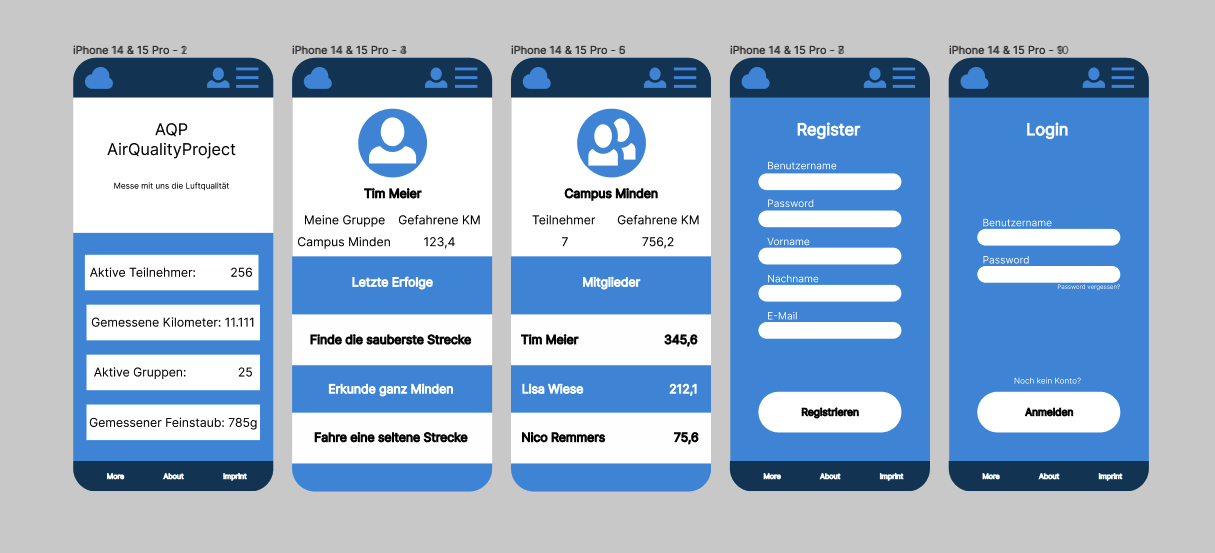 iPhone 14 & 15 Pro -
AQP
AirQualityProject
Messe mit uns die Luftqualität
Aktive Teilnehmer: 256
Gemessene Kilometer: 11.111
Aktive Gruppen: 25
Gemessener Feinstaub: 785g
More About Imprint
iPhone 14 & 15 Pro -
Tim Meier
Meine Gruppe Gefahrene KM
Campus Minden 123,4
Letzte Erfolge
Finde die sauberste Strecke
Erkunde ganz Minden
Fahre eine seltene Strecke
iPhone 14 & 15 Pro -
Campus Minden
Teilnehmer Gefahrene KM
7 756,2
Mitglieder
Tim Meier 345,6
Lisa Wiese 212,1
Nico Remmers 75,6
iPhone 14 & 15 Pro -
Register
Benutzername
Password
Vorname
Nachname
E-Mail
Registrieren
More About Imprint
iPhone 14 & 15 Pro -
Login
Benutzername
Password
Password vergessen?
Noch kein Konto?
Anmelden
More About Imprint